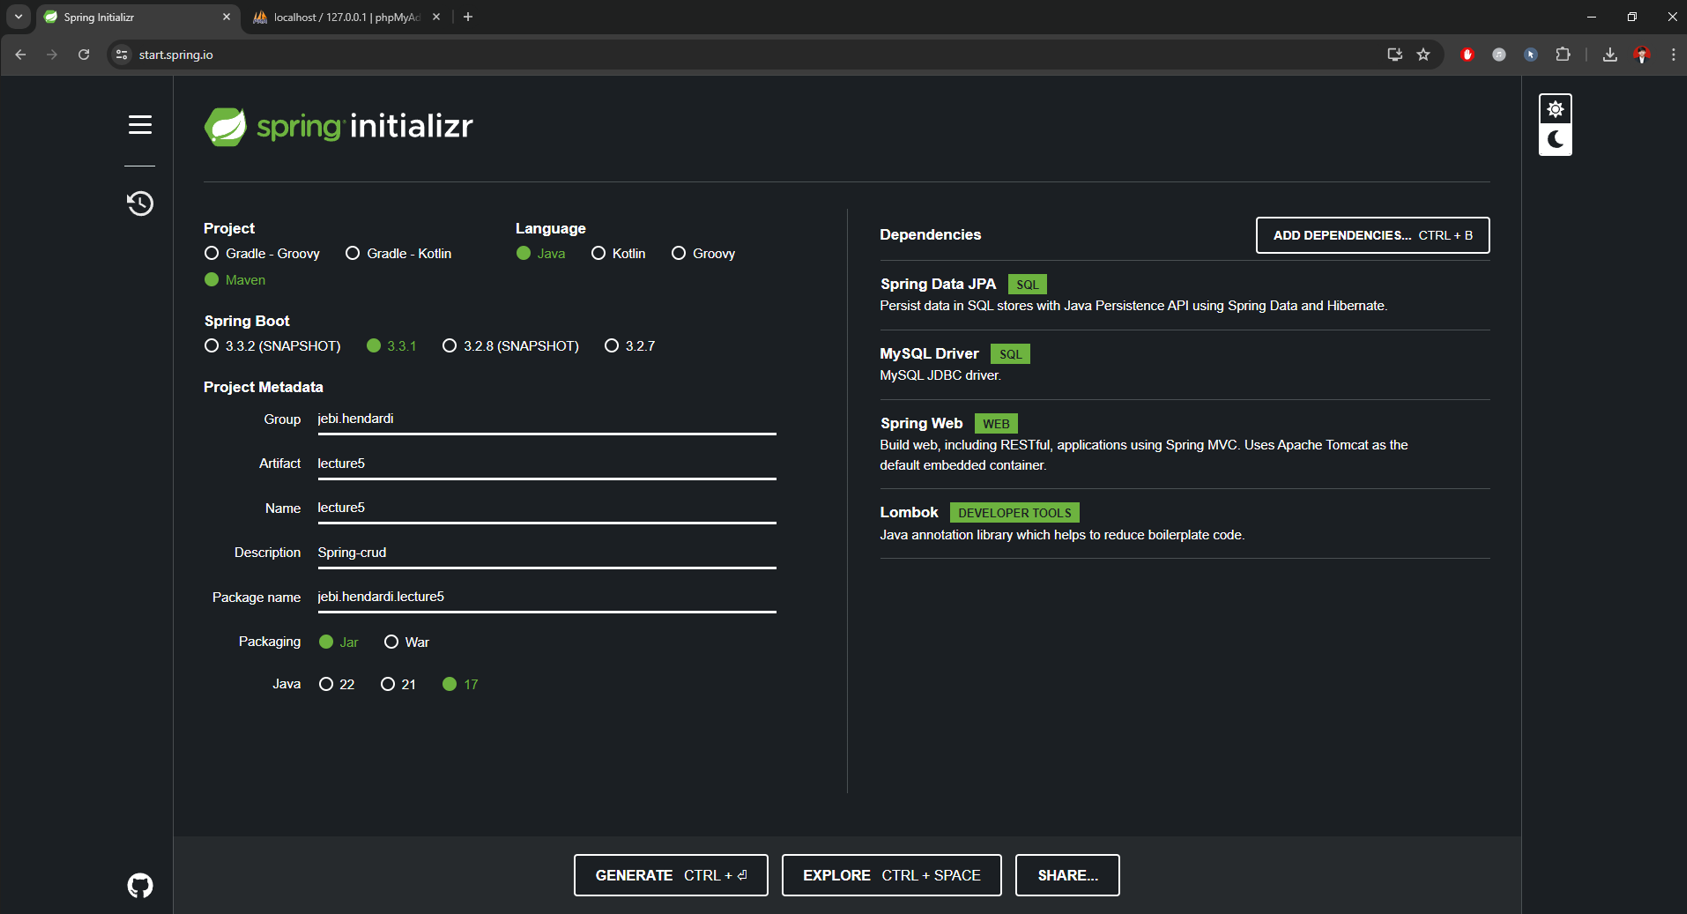 Spring Initializr
localhost / 127.0.0.1 | phpMyAd
start.spring.io
spring initializr
Project
Gradle - Groovy Gradle - Kotlin
Maven
Language
Java Kotlin Groovy
Spring Boot
3.3.2 (SNAPSHOT) 3.3.1 3.2.8 (SNAPSHOT) 3.2.7
Project Metadata
Group jebi.hendardi
Artifact lecture5
Name lecture5
Description Spring-crud
Package name jebi.hendardi.lecture5
Packaging Jar War
Java 22 21 17
Dependencies
ADD DEPENDENCIES... CTRL + B
Spring Data JPA SQL
Persist data in SQL stores with Java Persistence API using Spring Data and Hibernate.
MySQL Driver SQL
MySQL JDBC driver.
Spring Web WEB
Build web, including RESTful, applications using Spring MVC. Uses Apache Tomcat as the
default embedded container.
Lombok DEVELOPER TOOLS
Java annotation library which helps to reduce boilerplate code.
GENERATE CTRL + ⏎
EXPLORE CTRL + SPACE
SHARE...